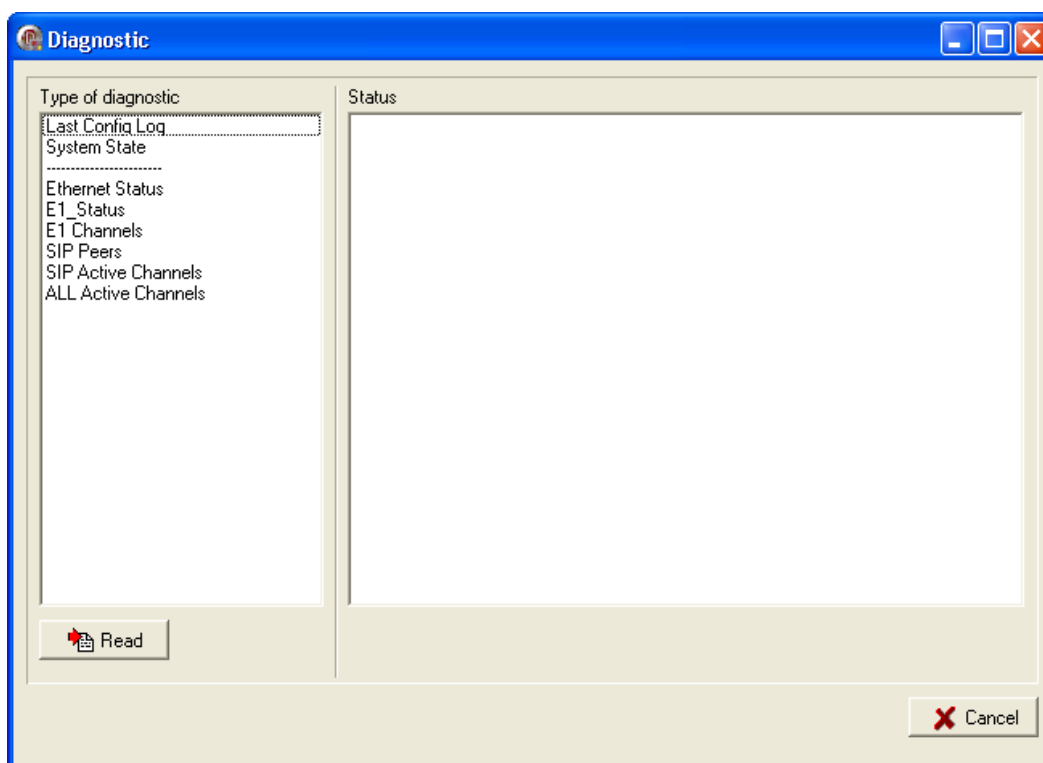 Diagnostic
Type of diagnostic
Last Config Log
System State
------------------------
Ethernet Status
E1_Status
E1 Channels
SIP Peers
SIP Active Channels
ALL Active Channels
Read
Status
Cancel